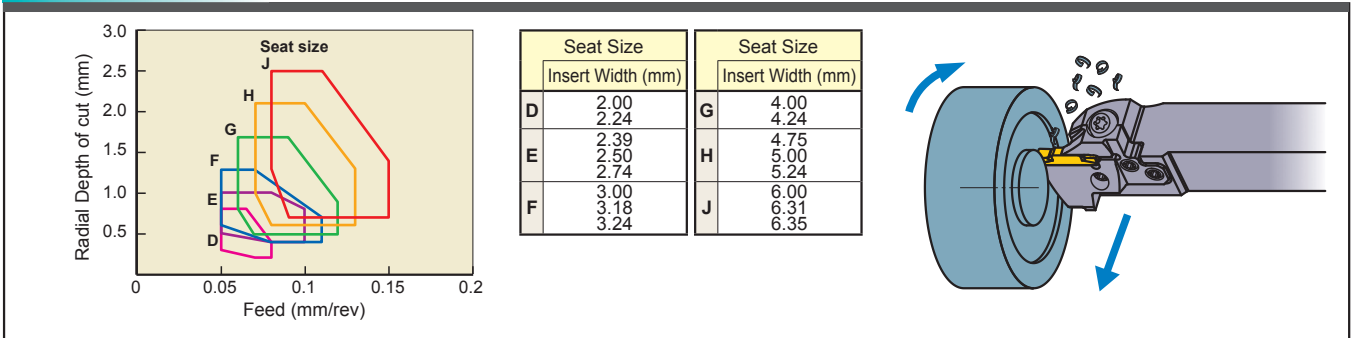 Radial Depth of cut (mm)
3.0
2.5
2.0
1.5
1.0
0.5
0
0.05
0.1
0.15
0.2
Feed (mm/rev)
Seat size
J
H
G
F
E
D
Seat Size
Insert Width (mm)
D
2.00
2.24
E
2.39
2.50
2.74
F
3.00
3.18
3.24
Seat Size
Insert Width (mm)
G
4.00
4.24
H
4.75
5.00
5.24
J
6.00
6.31
6.35